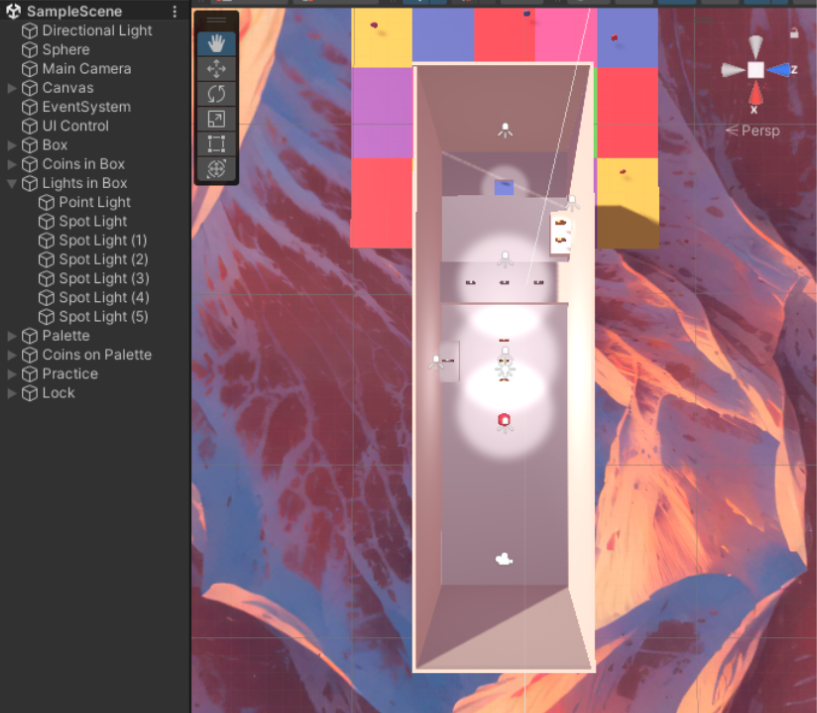 SampleScene
Directional Light
Sphere
Main Camera
Canvas
EventSystem
UI Control
Box
Coins in Box
Lights in Box
Point Light
Spot Light
Spot Light (1)
Spot Light (2)
Spot Light (3)
Spot Light (4)
Spot Light (5)
Palette
Coins on Palette
Practice
Lock
z
x
Persp